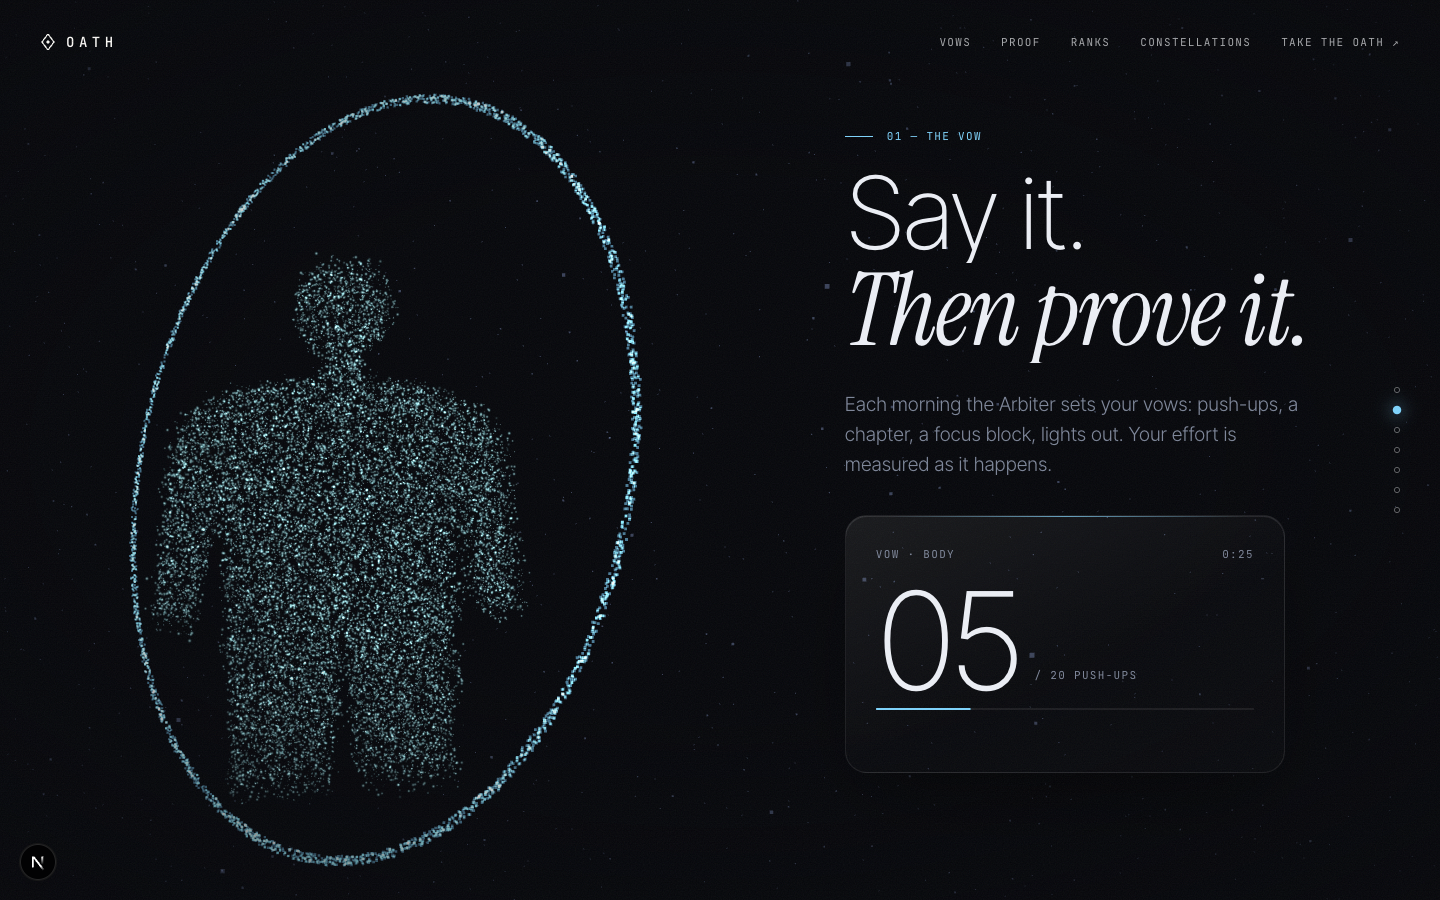 OATH
VOWS PROOF RANKS CONSTELLATIONS TAKE THE OATH ↗
01 — THE VOW
Say it.
Then prove it.
Each morning the Arbiter sets your vows: push-ups, a
chapter, a focus block, lights out. Your effort is
measured as it happens.
VOW · BODY 0:25
05 / 20 PUSH-UPS
N